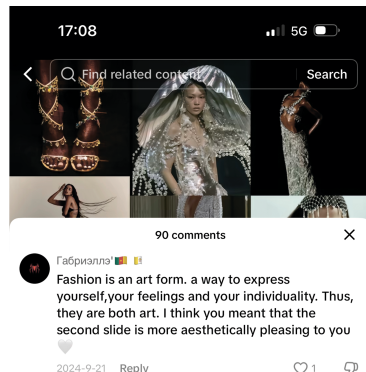 17:08
5G
Find related content
Search
90 comments
Габриэллэ'🇨🇲
Fashion is an art form. a way to express
yourself,your feelings and your individuality. Thus,
they are both art. I think you meant that the
second slide is more aesthetically pleasing to you
🤍
2024-9-21 Reply
1